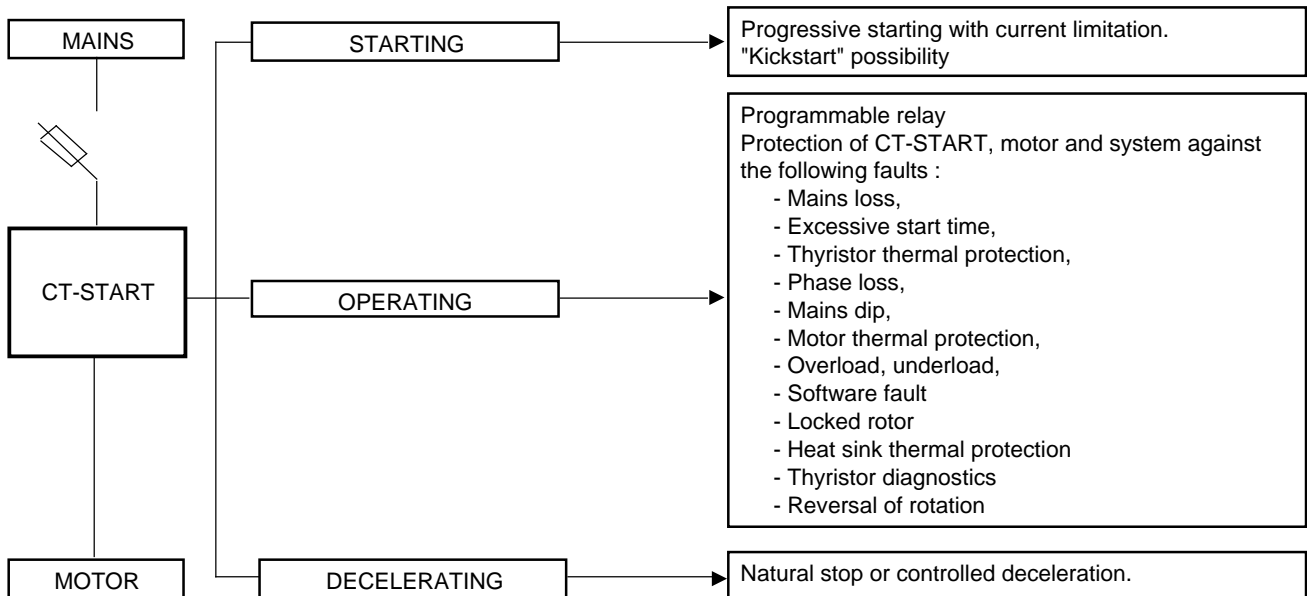 MAINS
STARTING
Progressive starting with current limitation.
"Kickstart" possibility
Programmable relay
Protection of CT-START, motor and system against
the following faults :
- Mains loss,
- Excessive start time,
- Thyristor thermal protection,
- Phase loss,
- Mains dip,
- Motor thermal protection,
- Overload, underload,
- Software fault
- Locked rotor
- Heat sink thermal protection
- Thyristor diagnostics
- Reversal of rotation
CT-START
OPERATING
MOTOR
DECELERATING
Natural stop or controlled deceleration.